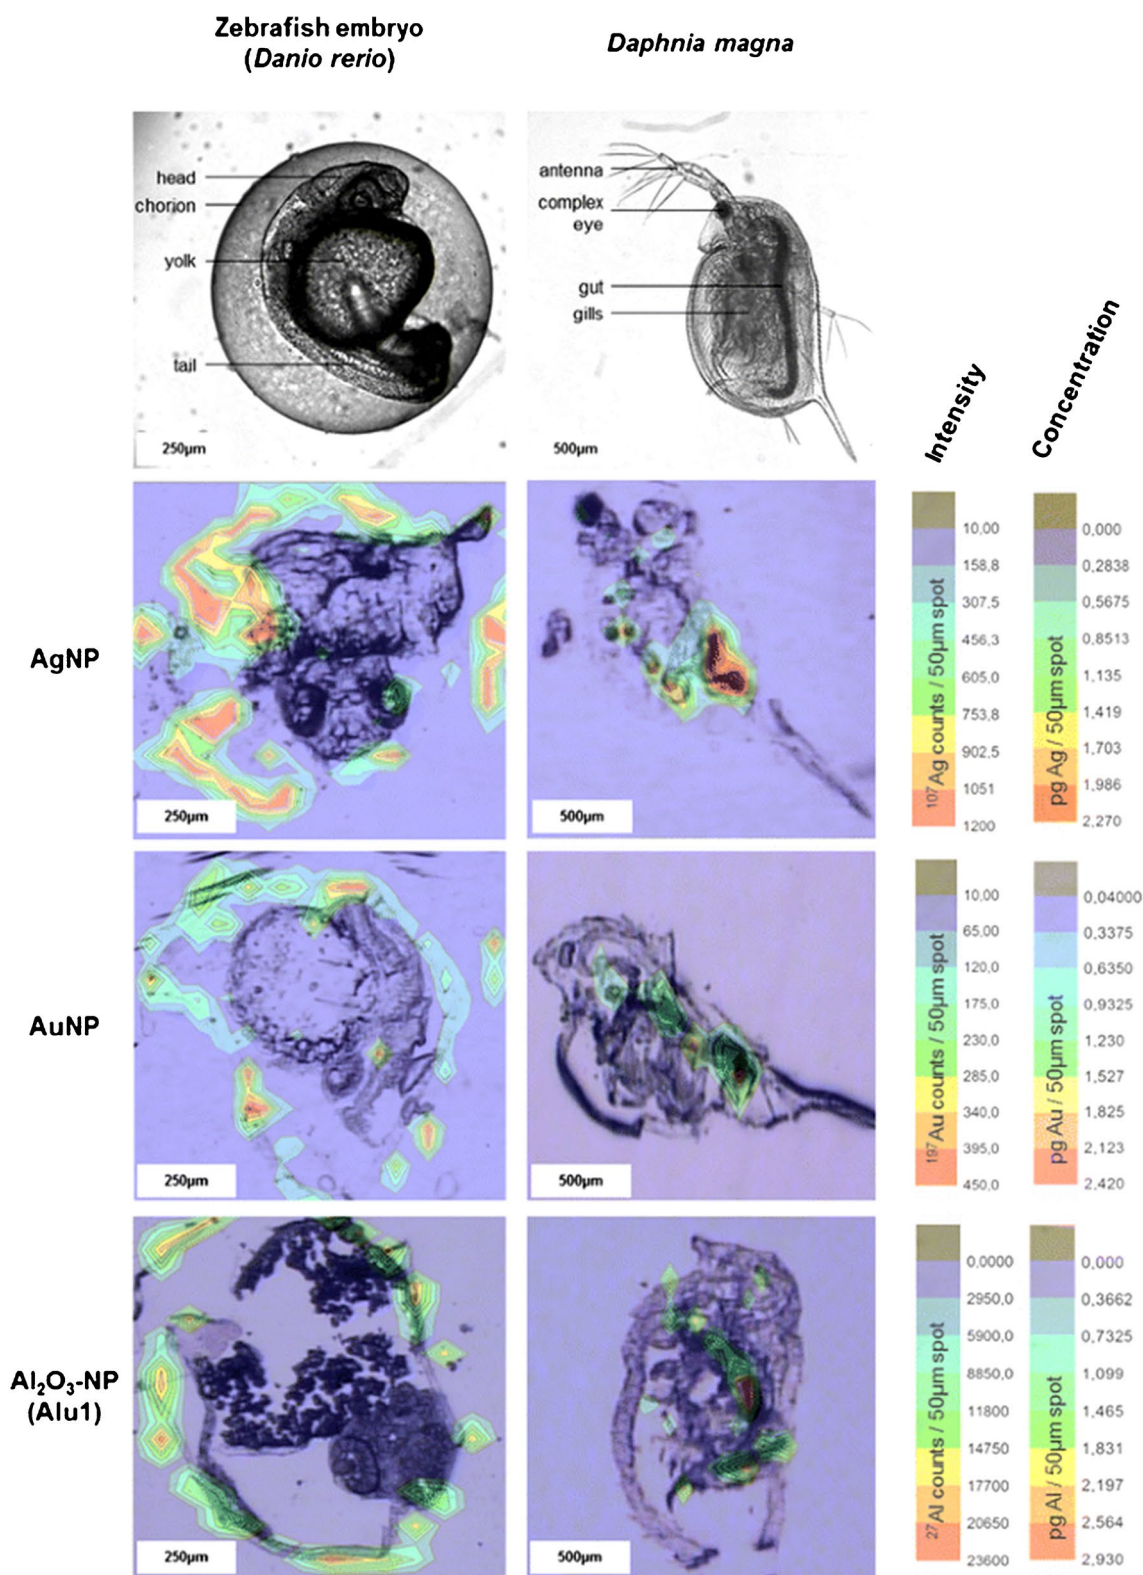 Zebrafish embryo
(Danio rerio)
Daphnia magna
head
chorion
yolk
tail
250µm
antenna
complex
eye
gut
gills
500µm
Intensity
Concentration
AgNP
250µm
500µm
107Ag counts / 50µm spot
10,00
158,8
307,5
456,3
605,0
753,8
902,5
1051
1200
pg Ag / 50µm spot
0,000
0,2838
0,5675
0,8513
1,135
1,419
1,703
1,986
2,270
AuNP
250µm
500µm
197Au counts / 50µm spot
10,00
65,00
120,0
175,0
230,0
285,0
340,0
395,0
450,0
pg Au / 50µm spot
0,04000
0,3375
0,6350
0,9325
1,230
1,527
1,825
2,123
2,420
Al2O3-NP
(Alu1)
250µm
500µm
27Al counts / 50µm spot
0,0000
2950,0
5900,0
8850,0
11800
14750
17700
20650
23600
pg Al / 50µm spot
0,000
0,3662
0,7325
1,099
1,465
1,831
2,197
2,564
2,930